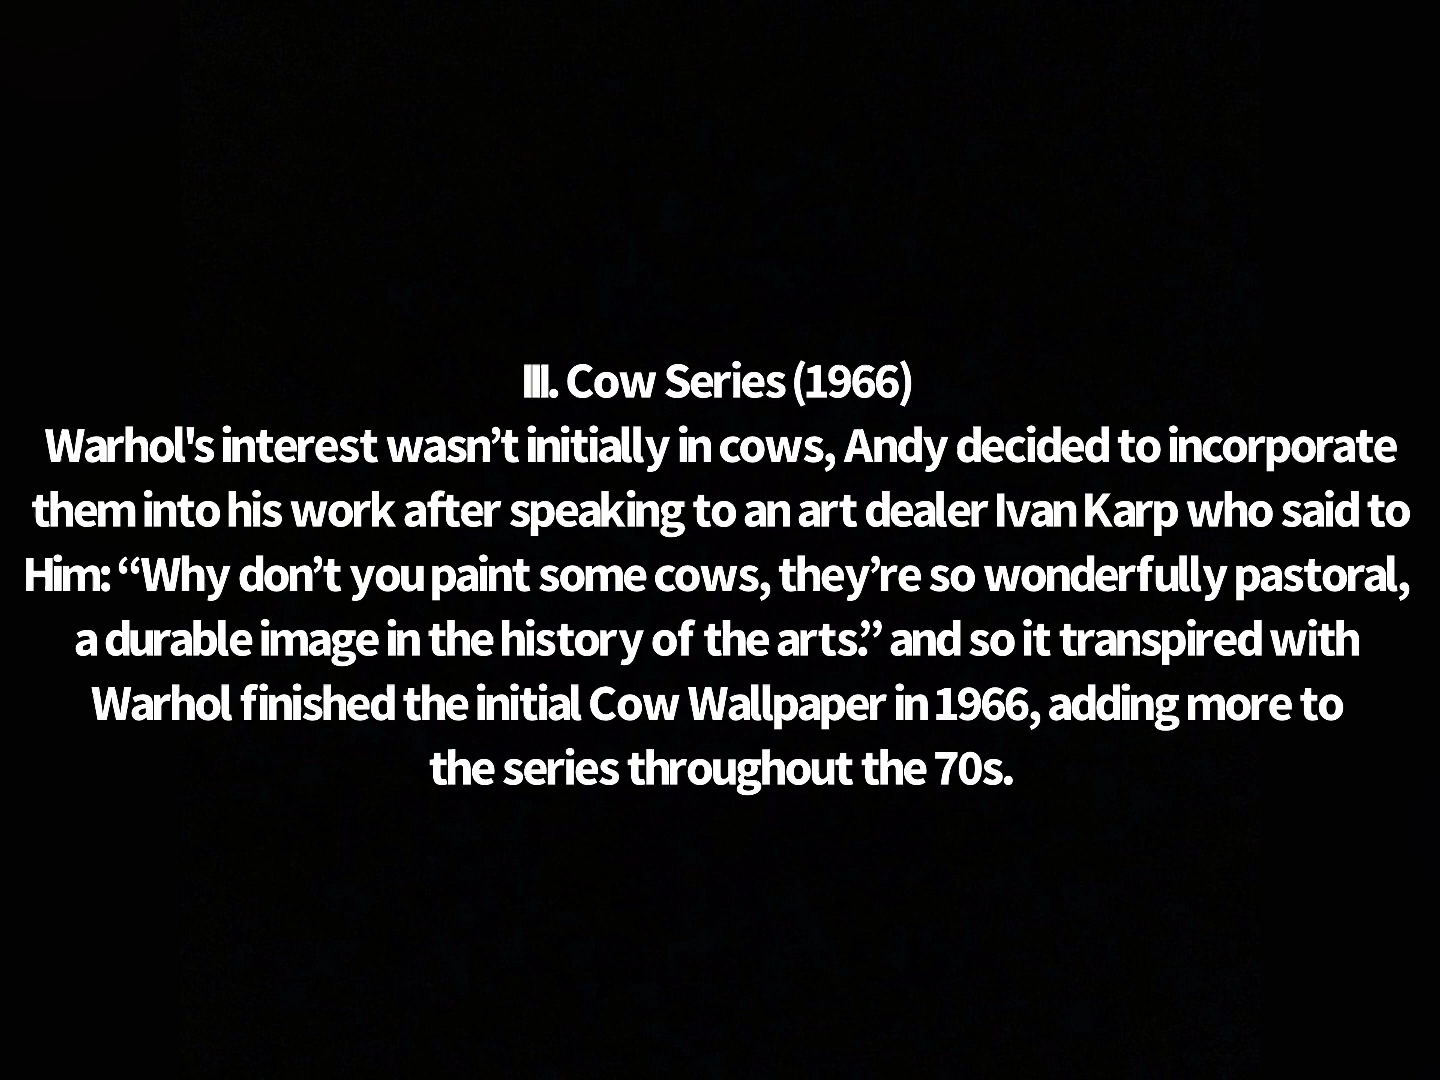 III. Cow Series (1966)
Warhol's interest wasn’t initially in cows, Andy decided to incorporate
them into his work after speaking to an art dealer Ivan Karp who said to
Him: “Why don’t you paint some cows, they’re so wonderfully pastoral,
a durable image in the history of the arts.” and so it transpired with
Warhol finished the initial Cow Wallpaper in 1966, adding more to
the series throughout the 70s.